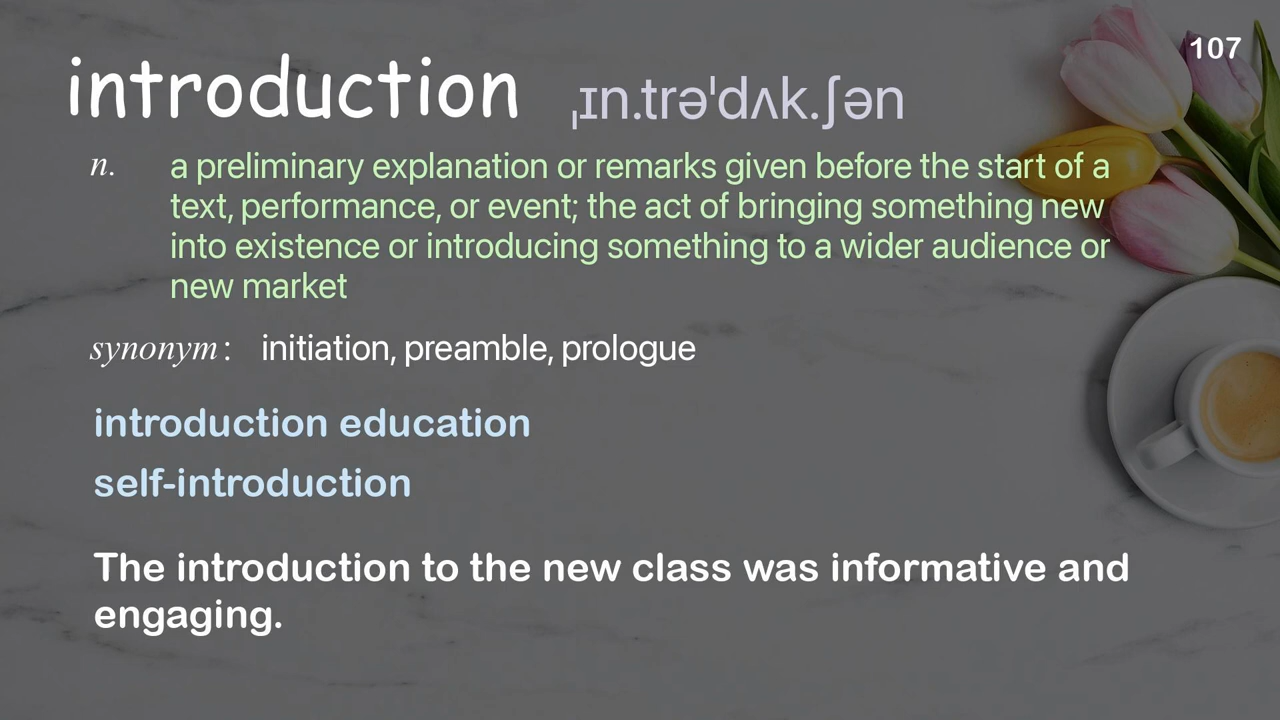 107
introduction ˌɪn.trəˈdʌk.ʃən
n. a preliminary explanation or remarks given before the start of a
text, performance, or event; the act of bringing something new
into existence or introducing something to a wider audience or
new market
synonym: initiation, preamble, prologue
introduction education
self-introduction
The introduction to the new class was informative and
engaging.